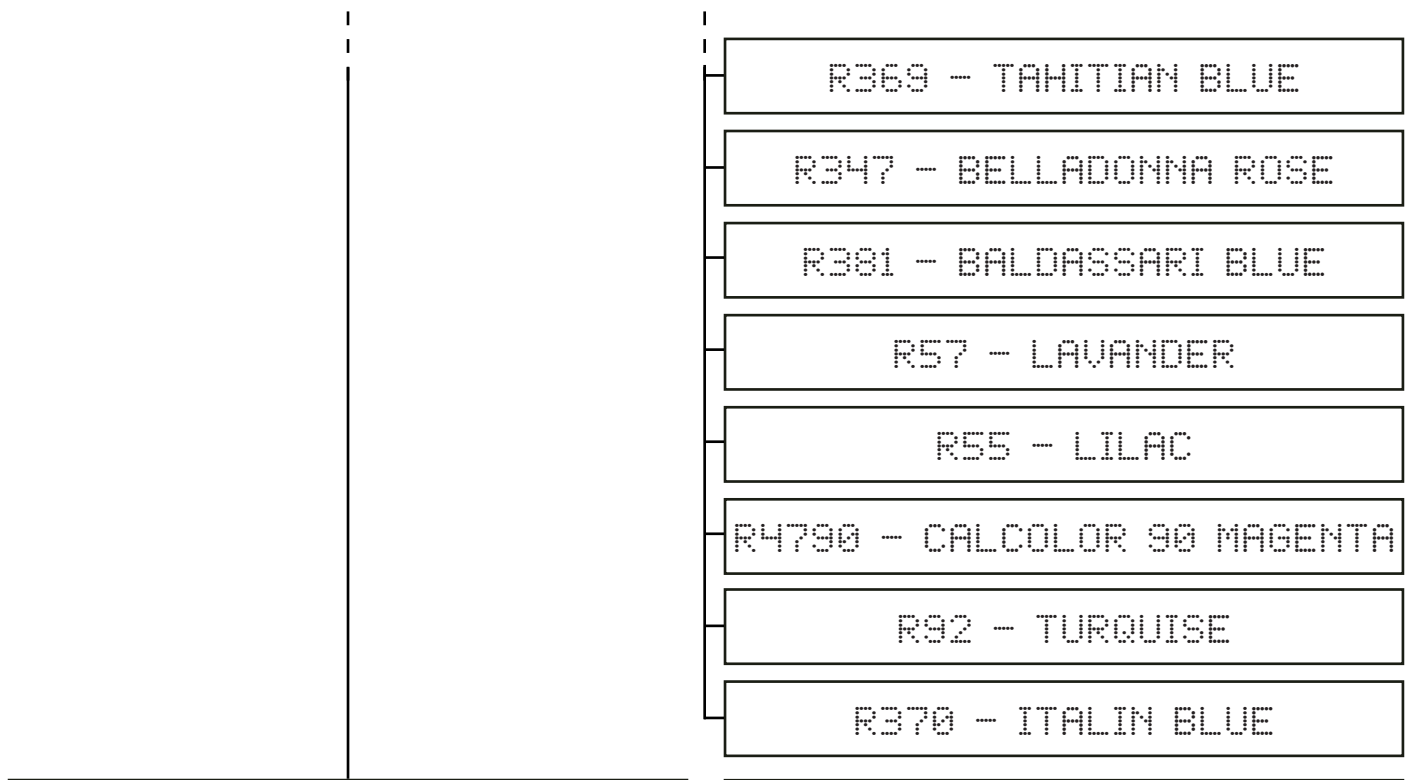 R369 - TAHITIAN BLUE
R347 - BELLADONNA ROSE
R381 - BALDASSARI BLUE
R57 - LAVANDER
R55 - LILAC
R4790 - CALCOLOR 90 MAGENTA
R92 - TURQUISE
R370 - ITALIN BLUE